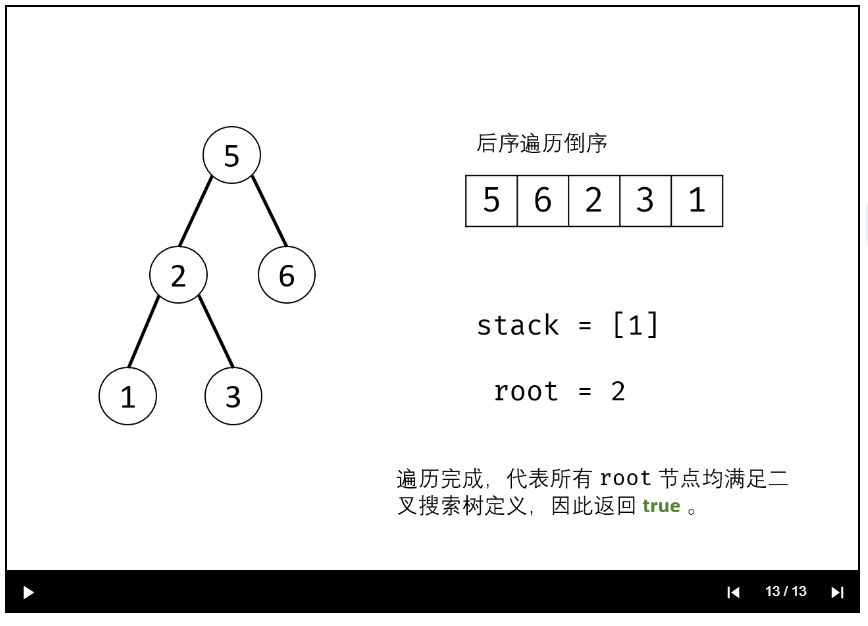 后序遍历倒序
5 6 2 3 1
5
2 6
1 3
stack = [1]
root = 2
遍历完成，代表所有 root 节点均满足二
叉搜索树定义，因此返回 true 。
13 / 13